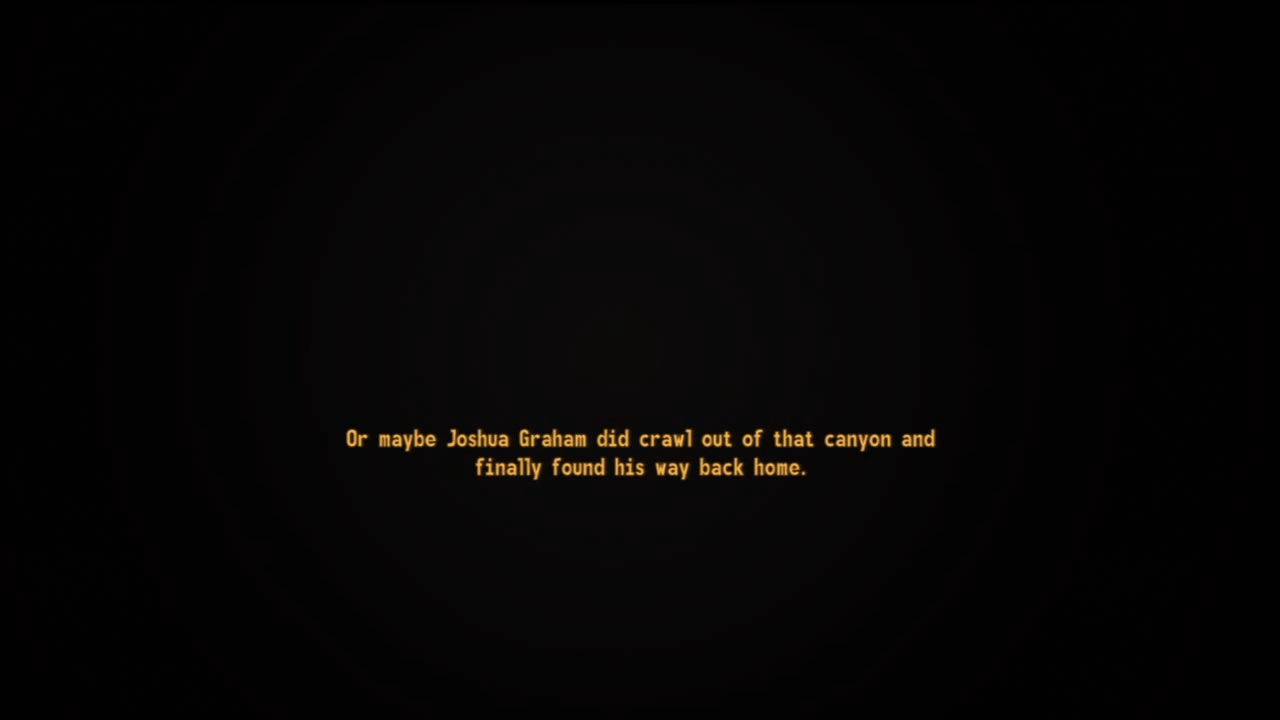 Or maybe Joshua Graham did crawl out of that canyon and
finally found his way back home.